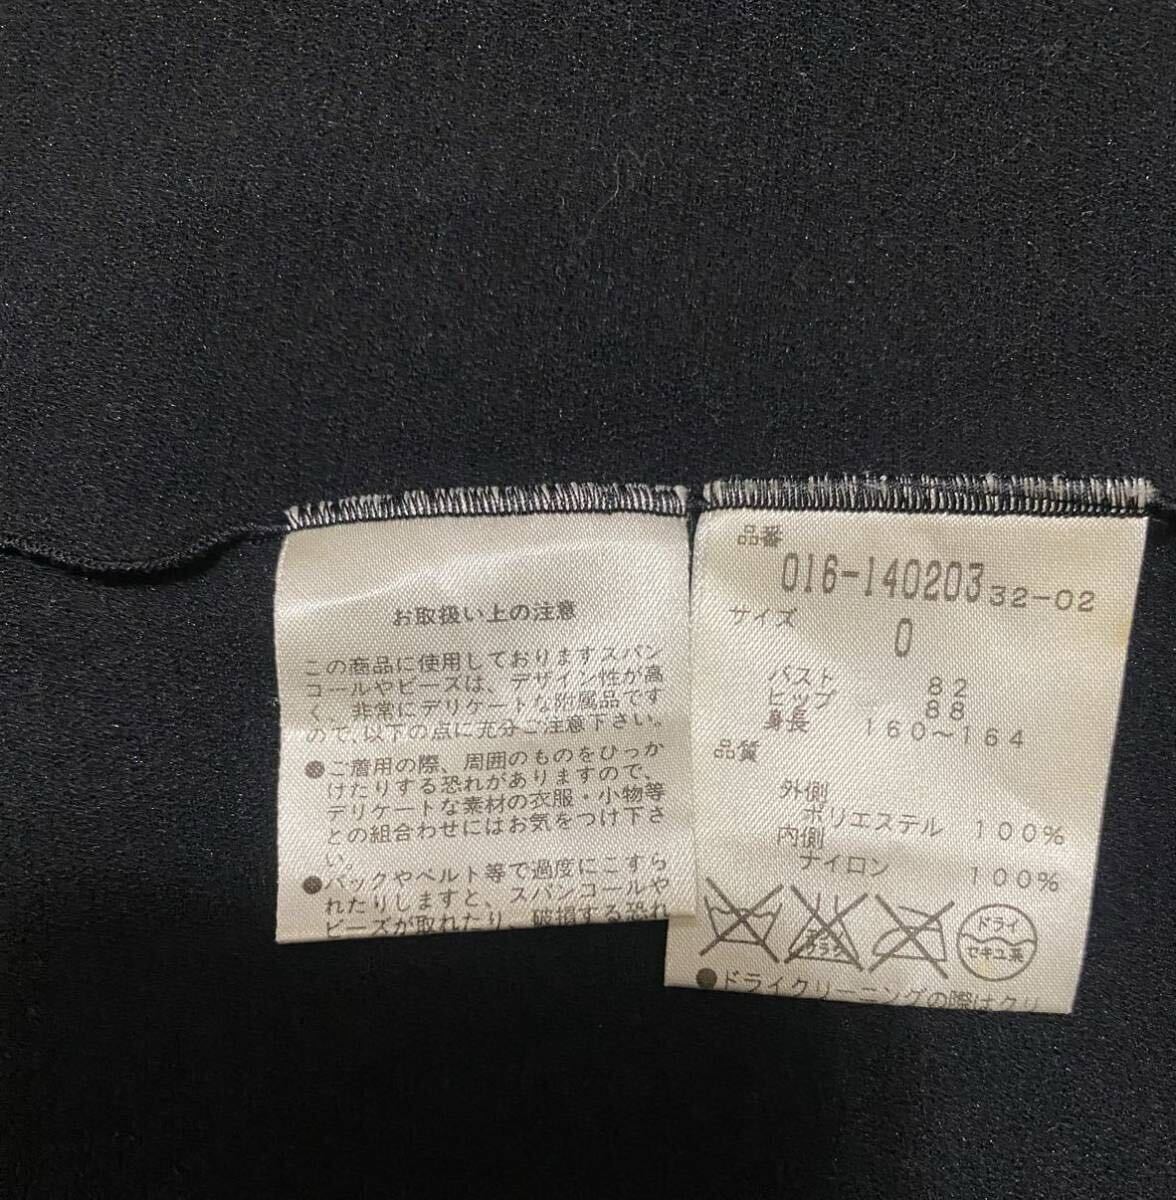 お取扱い上の注意
この商品に使用しておりますスパン
コールやビーズは、デザイン性が高
く、非常にデリケートな附属品です
ので、以下の点に充分ご注意下さい。
●ご着用の際、周囲のものをひっか
けたりする恐れがありますので、
デリケートな素材の衣服・小物等
との組合わせにはお気をつけ下さ
い。
●バックやベルト等で過度にこすら
れたりしますと、スパンコールや
ビーズが取れたり、破損する恐れ
品番
016-140203 32-02
サイズ
0
バスト 82
ヒップ 88
身長 160〜164
品質
外側
ポリエステル 100%
内側
ナイロン 100%
エンソ
サラシ
ドライ
セキユ系
●ドライクリーニングの際はクリ